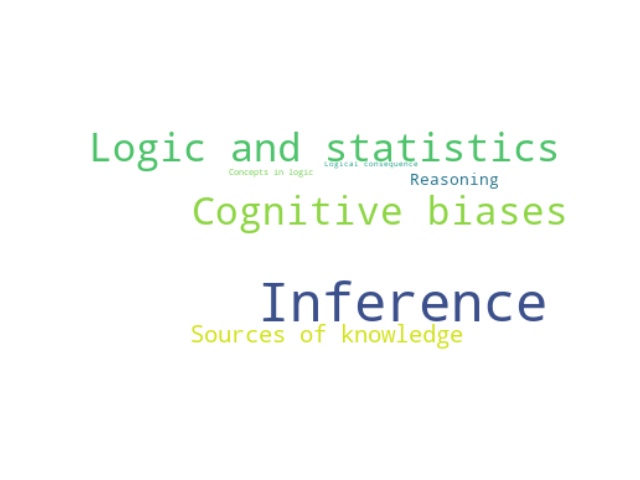 Logic and statistics
Logical consequence
Concepts in logic
Reasoning
Cognitive biases
Inference
Sources of knowledge